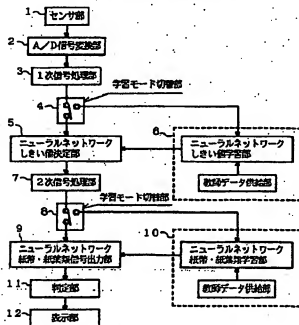 1
センサ部
2
A/D信号変換部
3
1次信号処理部
学習モード切替部
4
5
ニューラルネットワーク
しきい値決定部
6
ニューラルネットワーク
しきい値学習部
教師データ供給部
7
2次信号処理部
学習モード切替部
8
9
ニューラルネットワーク
紙幣・紙葉類信号出力部
10
ニューラルネットワーク
紙幣・紙葉類学習部
教師データ供給部
11
判定部
12
表示部